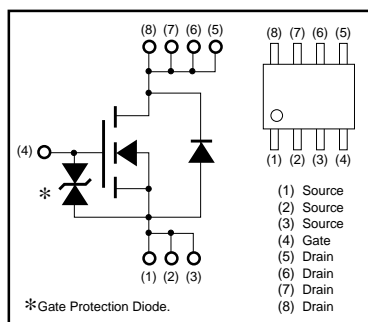 (8) (7) (6) (5)
(8) (7) (6) (5)
(4)
*
(1) (2) (3) (4)
(1) (2) (3)
(1) Source
(2) Source
(3) Source
(4) Gate
(5) Drain
(6) Drain
(7) Drain
(8) Drain
*Gate Protection Diode.